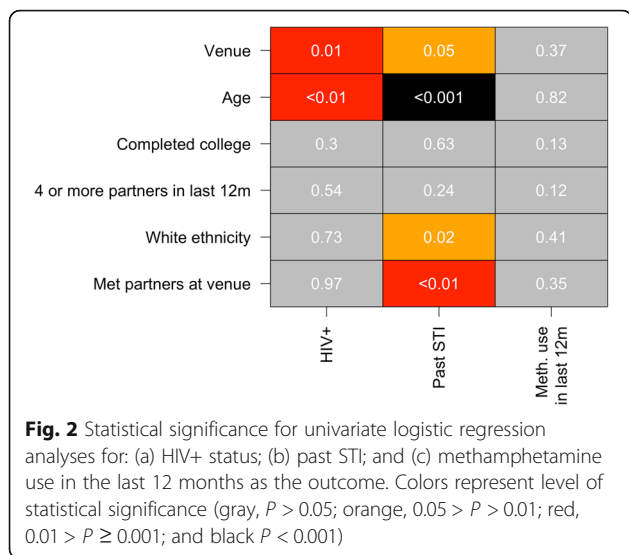 Venue 0.01 0.05 0.37
Age <0.01 <0.001 0.82
Completed college 0.3 0.63 0.13
4 or more partners in last 12m 0.54 0.24 0.12
White ethnicity 0.73 0.02 0.41
Met partners at venue 0.97 <0.01 0.35
HIV+
Past STI
Meth. use
in last 12m
Fig. 2 Statistical significance for univariate logistic regression
analyses for: (a) HIV+ status; (b) past STI; and (c) methamphetamine
use in the last 12 months as the outcome. Colors represent level of
statistical significance (gray, P > 0.05; orange, 0.05 > P > 0.01; red,
0.01 > P ≥ 0.001; and black P < 0.001)